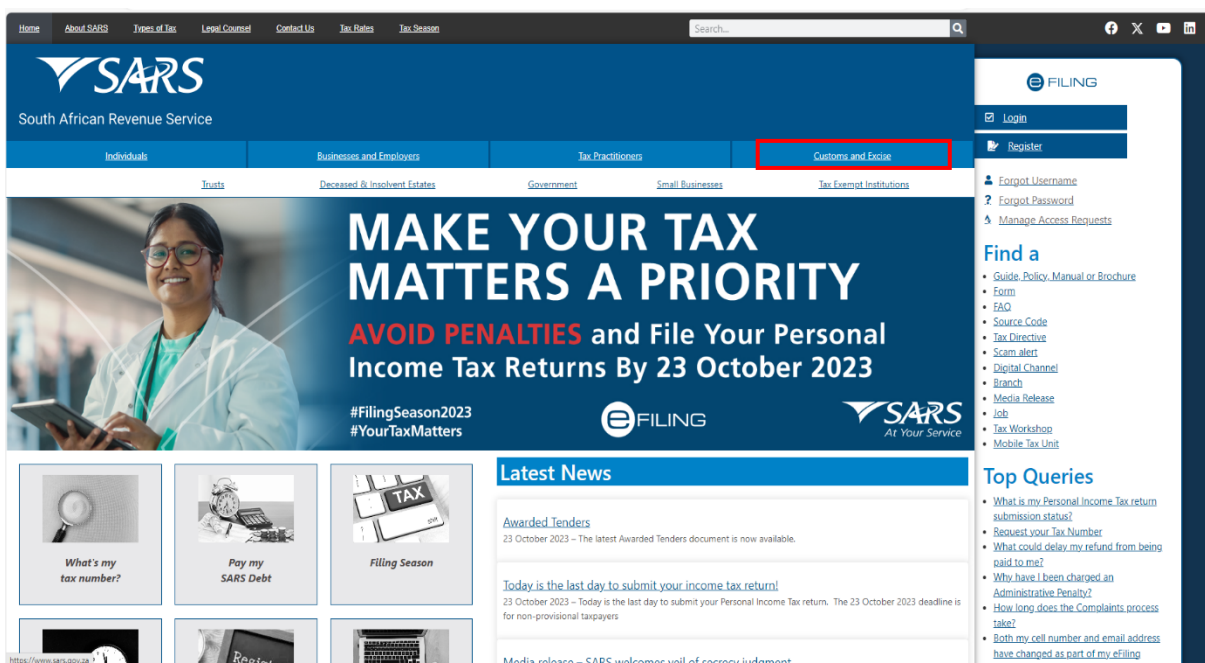 Home About SARS Types of Tax Legal Counsel Contact Us Tax Rates Tax Season Search...
SARS
South African Revenue Service
Individuals Businesses and Employers Tax Practitioners Customs and Excise
Trusts Deceased & Insolvent Estates Government Small Businesses Tax Exempt Institutions
MAKE YOUR TAX
MATTERS A PRIORITY
AVOID PENALTIES and File Your Personal
Income Tax Returns By 23 October 2023
#FilingSeason2023
#YourTaxMatters
e FILING
SARS
At Your Service
What's my
tax number?
Pay my
SARS Debt
TAX
Filing Season
https://www.sars.gov.za
Latest News
Awarded Tenders
23 October 2023 – The latest Awarded Tenders document is now available.
Today is the last day to submit your income tax return!
23 October 2023 – Today is the last day to submit your Personal Income Tax return. The 23 October 2023 deadline is
for non-provisional taxpayers
Media release – SARS welcomes veil of secrecy judgment
e FILING
Login
Register
Forgot Username
Forgot Password
Manage Access Requests
Find a
Guide, Policy, Manual or Brochure
Form
FAQ
Source Code
Tax Directive
Scam alert
Digital Channel
Branch
Media Release
Job
Tax Workshop
Mobile Tax Unit
Top Queries
What is my Personal Income Tax return
submission status?
Request your Tax Number
What could delay my refund from being
paid to me?
Why have I been charged an
Administrative Penalty?
How long does the Complaints process
take?
Both my cell number and email address
have changed as part of my eFiling